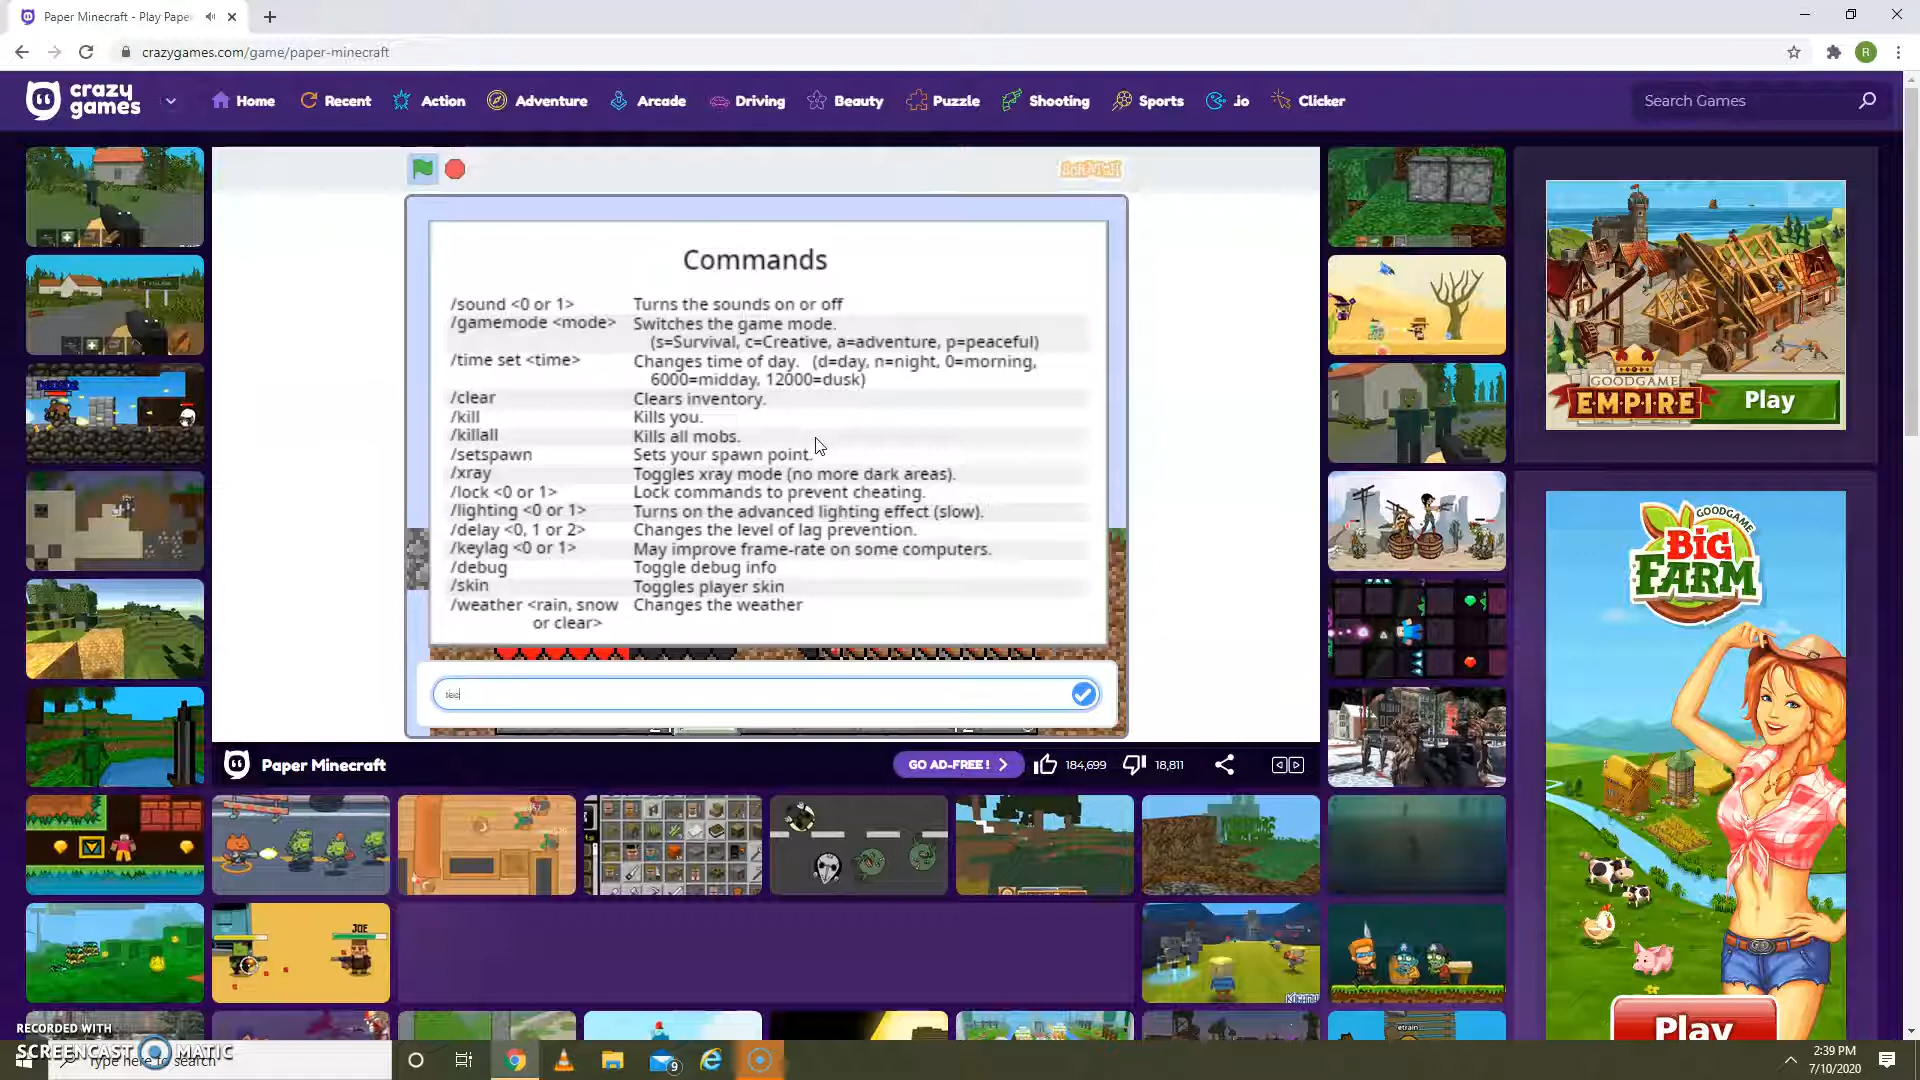 Paper Minecraft - Play Pape
crazygames.com/game/paper-minecraft
R
crazy games
Home
Recent
Action
Adventure
Arcade
Driving
Beauty
Puzzle
Shooting
Sports
.io
Clicker
Search Games
SCRATCH
Commands
/sound <0 or 1> Turns the sounds on or off
/gamemode <mode> Switches the game mode.
(s=Survival, c=Creative, a=adventure, p=peaceful)
/time set <time> Changes time of day. (d=day, n=night, 0=morning,
6000=midday, 12000=dusk)
/clear Clears inventory.
/kill Kills you.
/killall Kills all mobs.
/setspawn Sets your spawn point.
/xray Toggles xray mode (no more dark areas).
/lock <0 or 1> Lock commands to prevent cheating.
/lighting <0 or 1> Turns on the advanced lighting effect (slow).
/delay <0, 1 or 2> Changes the level of lag prevention.
/keylag <0 or 1> May improve frame-rate on some computers.
/debug Toggle debug info
/skin Toggles player skin
/weather <rain, snow Changes the weather
or clear>
GOODGAME
EMPIRE
Play
GOODGAME
BIG
FARM
Play
Paper Minecraft
GO AD-FREE !
184,699
18,811
JOE
KOGAMA
RECORDED WITH
SCREENCAST MATIC
Type here to search
9
2:39 PM
7/10/2020